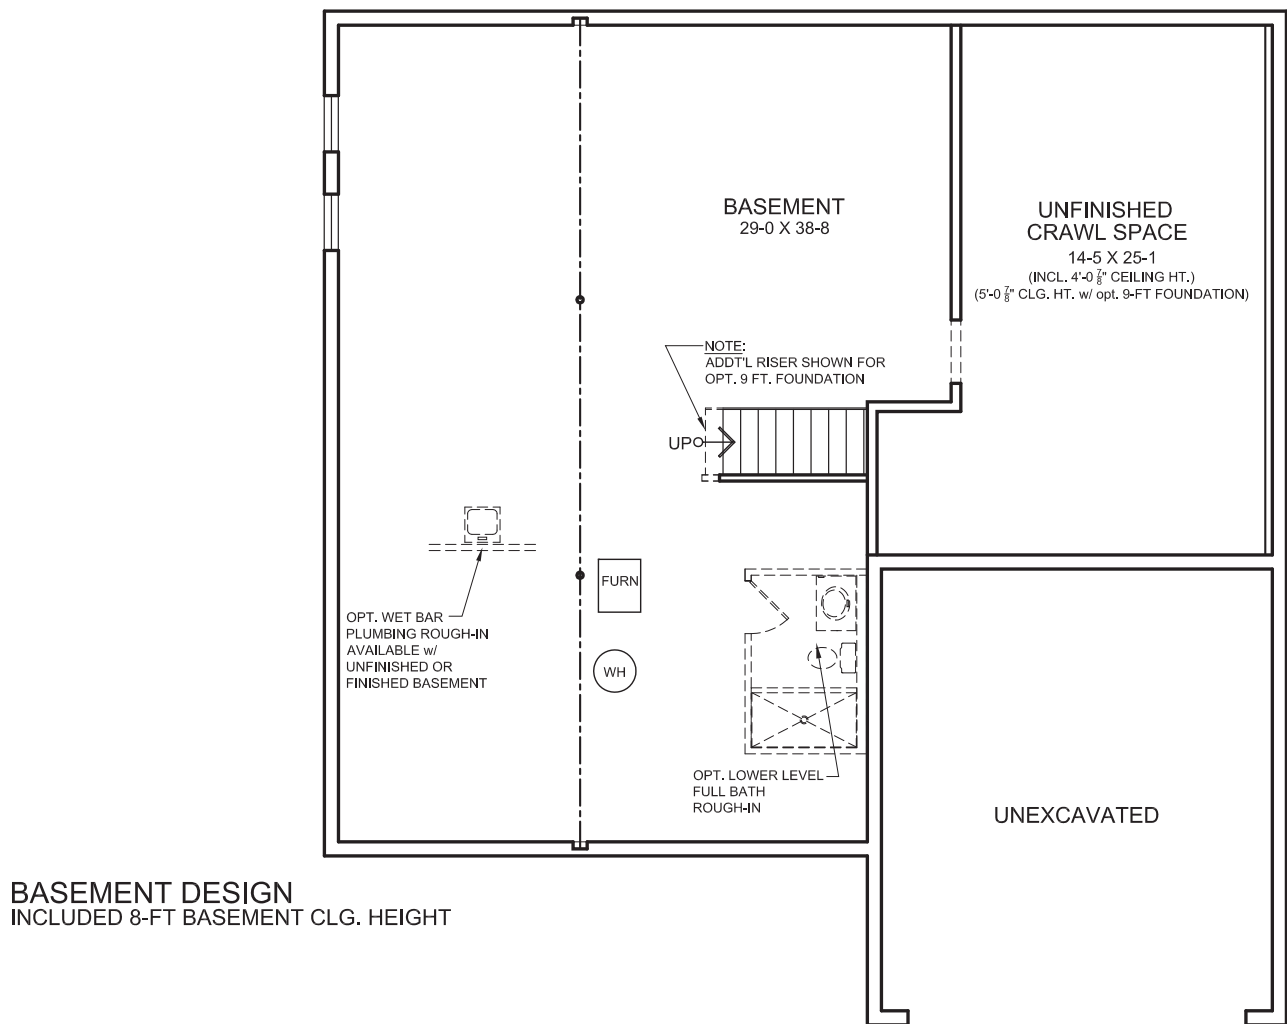 BASEMENT
29-0 X 38-8
UNFINISHED
CRAWL SPACE
14-5 X 25-1
(INCL. 4'-0 7/8" CEILING HT.)
(5'-0 7/8" CLG. HT. w/ opt. 9-FT FOUNDATION)
NOTE:
ADDT'L RISER SHOWN FOR
OPT. 9 FT. FOUNDATION
UP
FURN
OPT. WET BAR
PLUMBING ROUGH-IN
AVAILABLE w/
UNFINISHED OR
FINISHED BASEMENT
WH
OPT. LOWER LEVEL
FULL BATH
ROUGH-IN
UNEXCAVATED
BASEMENT DESIGN
INCLUDED 8-FT BASEMENT CLG. HEIGHT